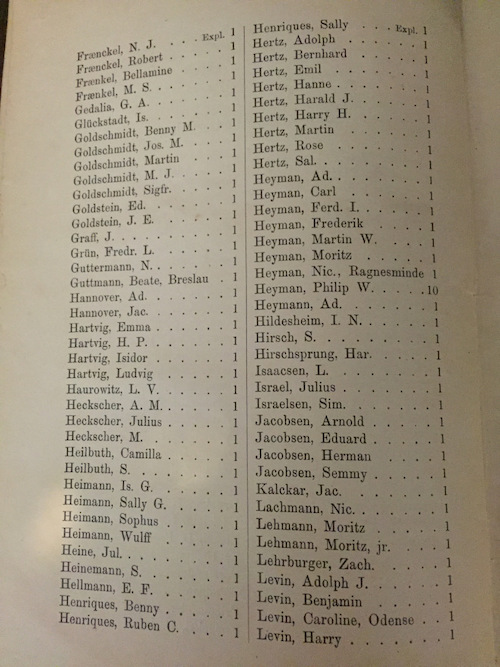 Frænckel, N. J. . . . . Expl. 1
Frænckel, Robert . . . . 1
Frænkel, Bellamine . . . . 1
Frænkel, M. S. . . . . . 1
Gedalia, G. A. . . . . . 1
Glückstadt, Is. . . . . . 1
Goldschmidt, Benny M. . . 1
Goldschmidt, Jos. M. . . . 1
Goldschmidt, Martin . . . 1
Goldschmidt, M. J. . . . . 1
Goldschmidt, Sigfr. . . . . 1
Goldstein, Ed. . . . . . . 1
Goldstein, J. E. . . . . . 1
Graff, J. . . . . . . . . 1
Grün, Fredr. L. . . . . . 1
Guttermann, N. . . . . . 1
Guttmann, Beate, Breslau . 1
Hannover, Ad. . . . . . . 1
Hannover, Jac. . . . . . . 1
Hartvig, Emma . . . . . . 1
Hartvig, H. P. . . . . . . 1
Hartvig, Isidor . . . . . . 1
Hartvig, Ludvig . . . . . 1
Haurowitz, L. V. . . . . . 1
Heckscher, A. M. . . . . . 1
Heckscher, Julius . . . . . 1
Heckscher, M. . . . . . . 1
Heilbuth, Camilla . . . . . 1
Heilbuth, S. . . . . . . . 1
Heimann, Is. G. . . . . . 1
Heimann, Sally G. . . . . 1
Heimann, Sophus . . . . . 1
Heimann, Wulff . . . . . 1
Heine, Jul. . . . . . . . 1
Heinemann, S. . . . . . . 1
Hellmann, E. F. . . . . . 1
Henriques, Benny . . . . . 1
Henriques, Ruben C. . . . 1
Henriques, Sally . . . Expl. 1
Hertz, Adolph . . . . . . 1
Hertz, Bernhard . . . . . 1
Hertz, Emil . . . . . . . 1
Hertz, Hanne . . . . . . . 1
Hertz, Harald J. . . . . . 1
Hertz, Harry H. . . . . . 1
Hertz, Martin . . . . . . 1
Hertz, Rose . . . . . . . 1
Hertz, Sal. . . . . . . . 1
Heyman, Ad. . . . . . . . 1
Heyman, Carl . . . . . . 1
Heyman, Ferd. I. . . . . . 1
Heyman, Frederik . . . . . 1
Heyman, Martin W. . . . . 1
Heyman, Moritz . . . . . 1
Heyman, Nic., Ragnesminde 1
Heyman, Philip W. . . . . 10
Heymann, Ad. . . . . . . 1
Hildesheim, I. N. . . . . . 1
Hirsch, S. . . . . . . . . 1
Hirschsprung, Har. . . . . 1
Isaacsen, L. . . . . . . . 1
Israel, Julius . . . . . . . 1
Israelsen, Sim. . . . . . . 1
Jacobsen, Arnold . . . . . 1
Jacobsen, Eduard . . . . . 1
Jacobsen, Herman . . . . . 1
Jacobsen, Semmy . . . . . 1
Kalckar, Jac. . . . . . . . 1
Lachmann, Nic. . . . . . . 1
Lehmann, Moritz . . . . . 1
Lehmann, Moritz, jr. . . . . 1
Lehrburger, Zach. . . . . . 1
Levin, Adolph J. . . . . . 1
Levin, Benjamin . . . . . 1
Levin, Caroline, Odense . . 1
Levin, Harry . . . . . . . 1